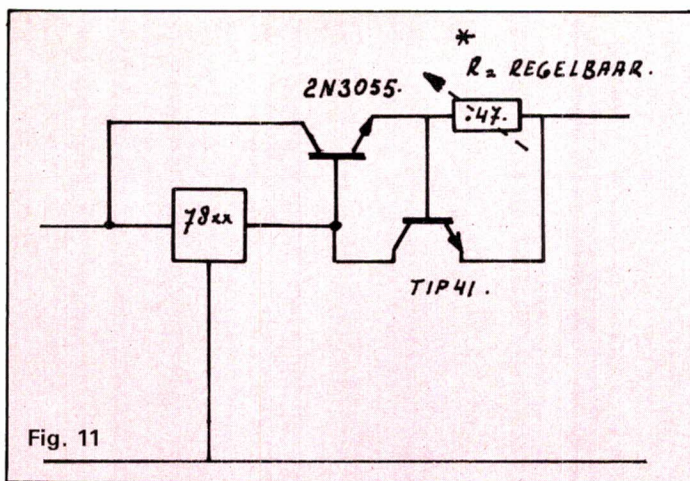 *
R= REGELBAAR.
2N3055.
:47.
78xx
TIP41.
Fig. 11